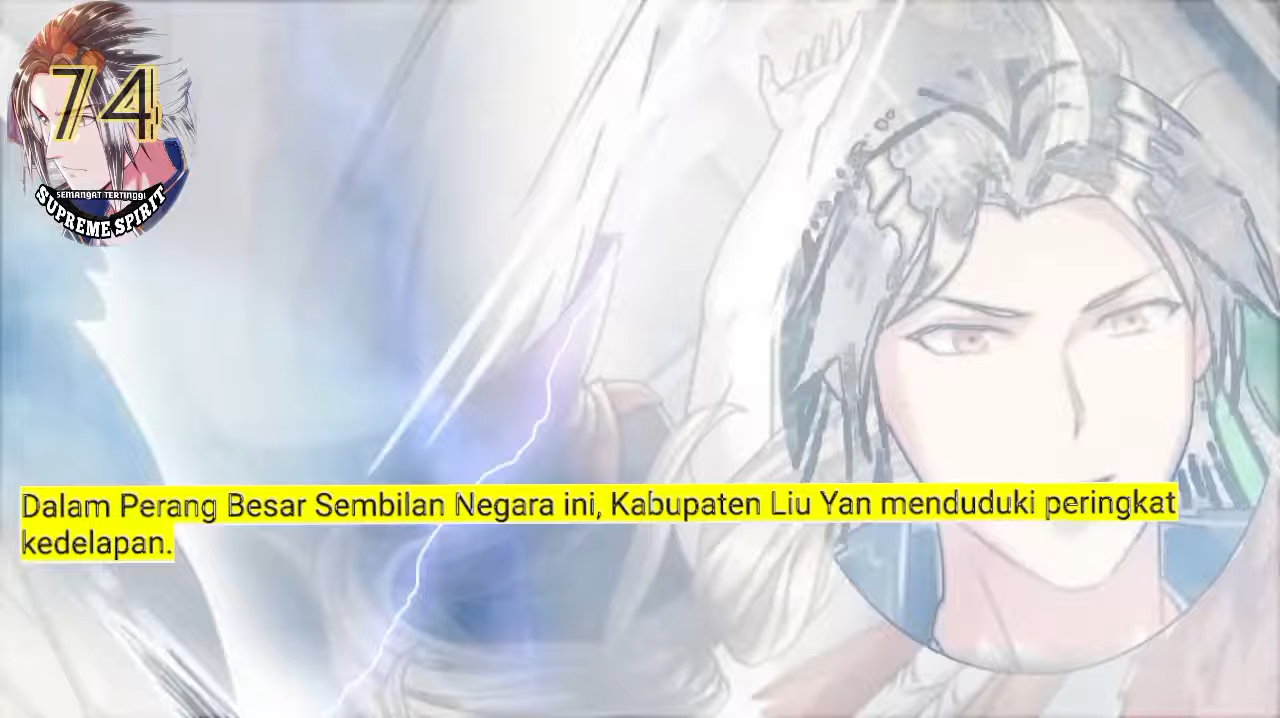 74
SEMANGAT TERTINGGI
SUPREME SPIRIT
Dalam Perang Besar Sembilan Negara ini, Kabupaten Liu Yan menduduki peringkat
kedelapan.